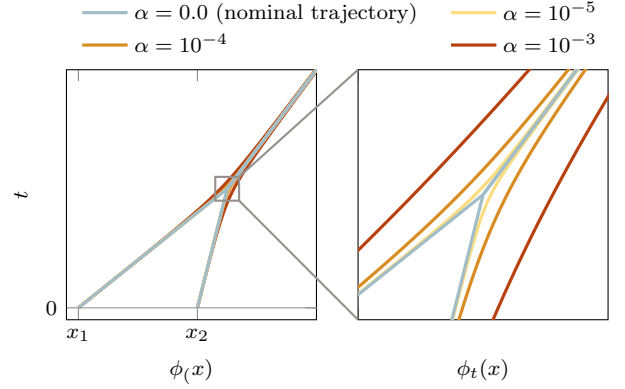 α = 0.0 (nominal trajectory) α = 10⁻⁵
α = 10⁻⁴ α = 10⁻³
t
0
x₁ x₂
ϕ₍(x) ϕₜ(x)